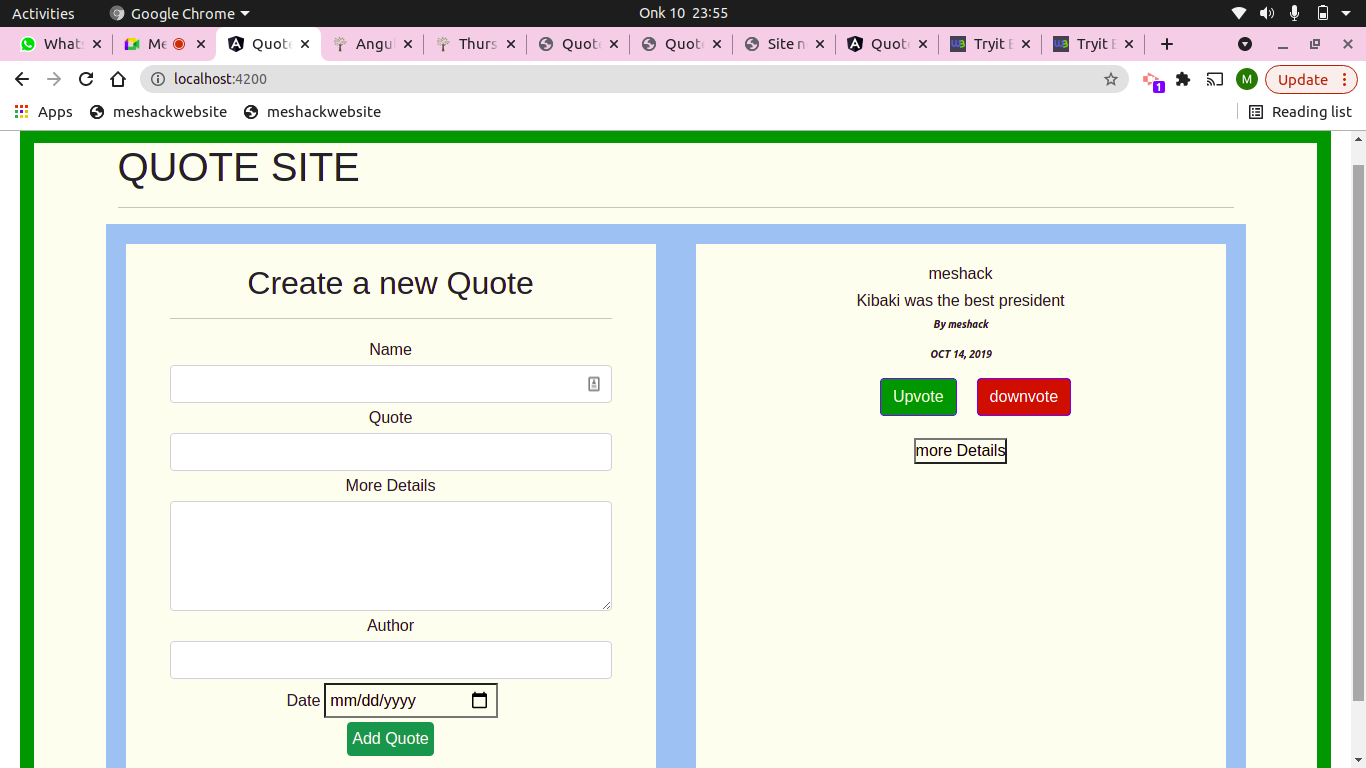 Activities Google Chrome Onk 10 23:55
Whats Me Quote Angul Thurs Quote Quote Site n Quote Tryit E Tryit E
localhost:4200 1 M Update
Apps meshackwebsite meshackwebsite Reading list
QUOTE SITE
Create a new Quote
Name
Quote
More Details
Author
Date mm/dd/yyyy
Add Quote
meshack
Kibaki was the best president
By meshack
OCT 14, 2019
Upvote downvote
more Details